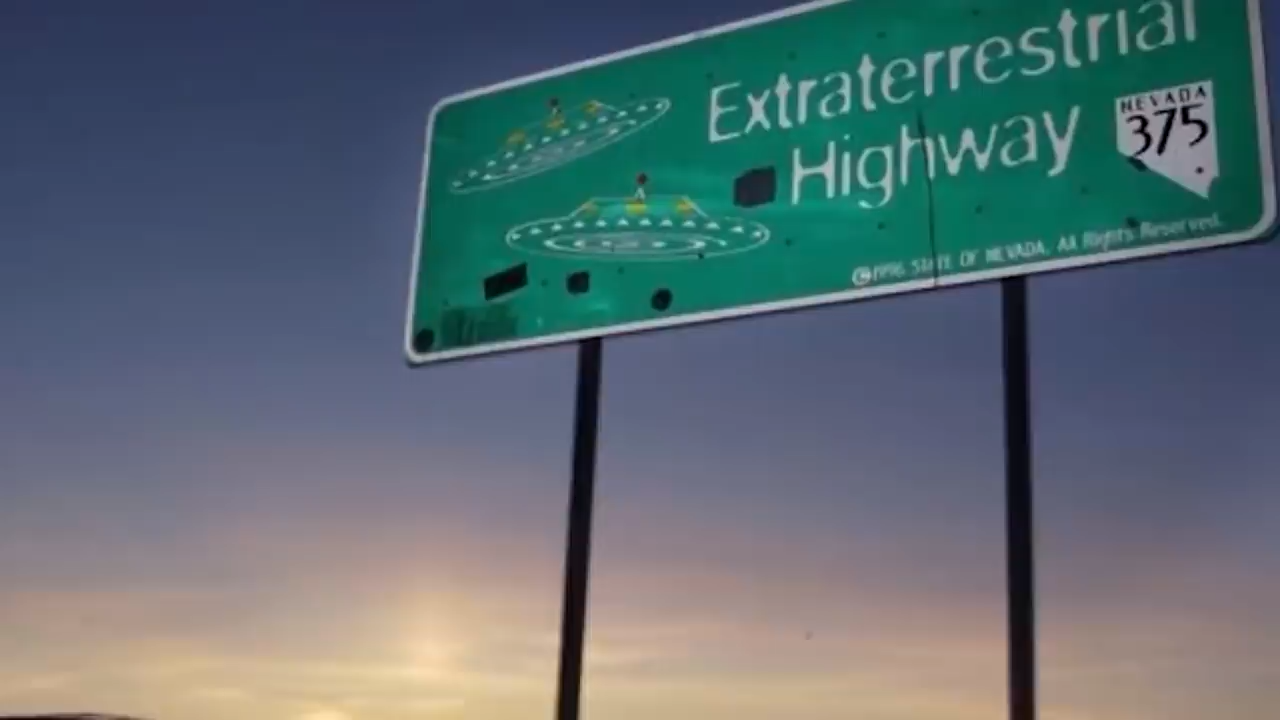 Extraterrestrial
Highway
NEVADA
375
©1996 STATE OF NEVADA. All Rights Reserved.